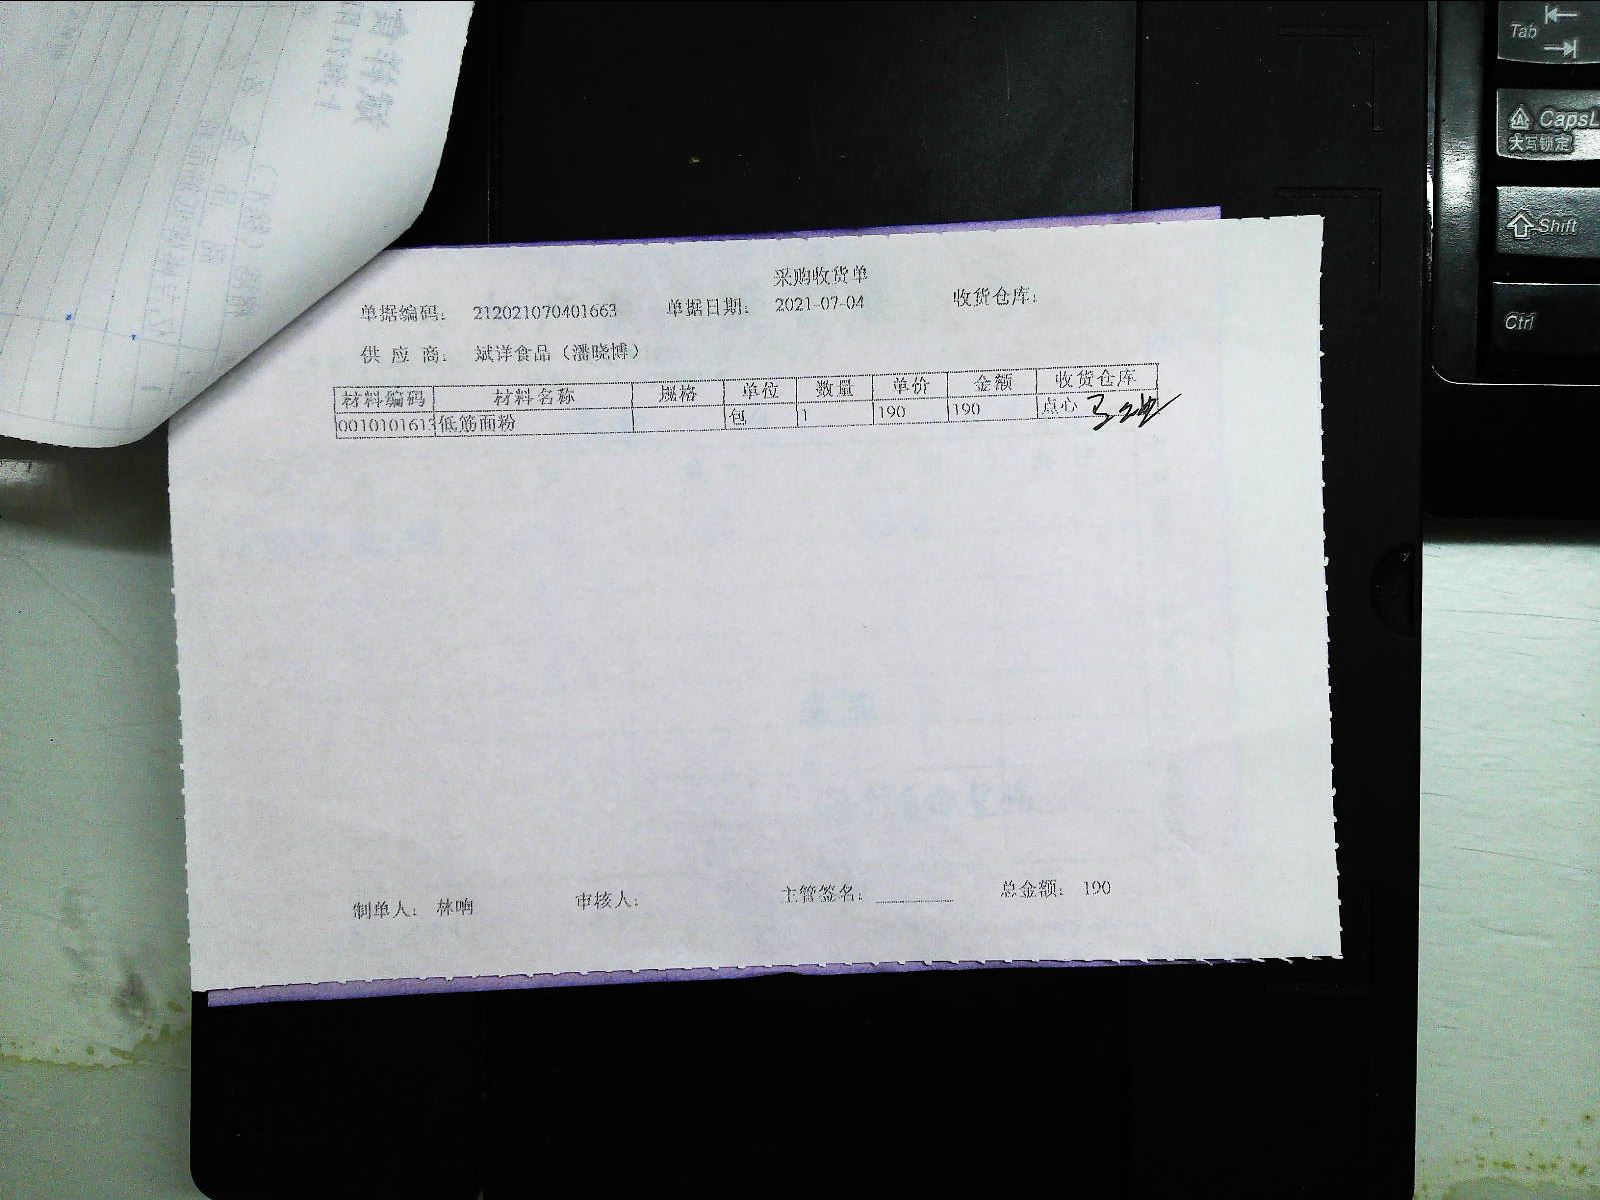 采购收货单
单据编码: 212021070401663 单据日期: 2021-07-04 收货仓库:
供 应 商: 斌洋食品(潘晓博)
材料编码 材料名称 规格 单位 数量 单价 金额 收货仓库
0010101613 低筋面粉 包 1 190 190 点心
制单人: 林响 审核人: 主管签名: 总金额: 190
Tab
CapsL
大写锁定
Shift
Ctrl